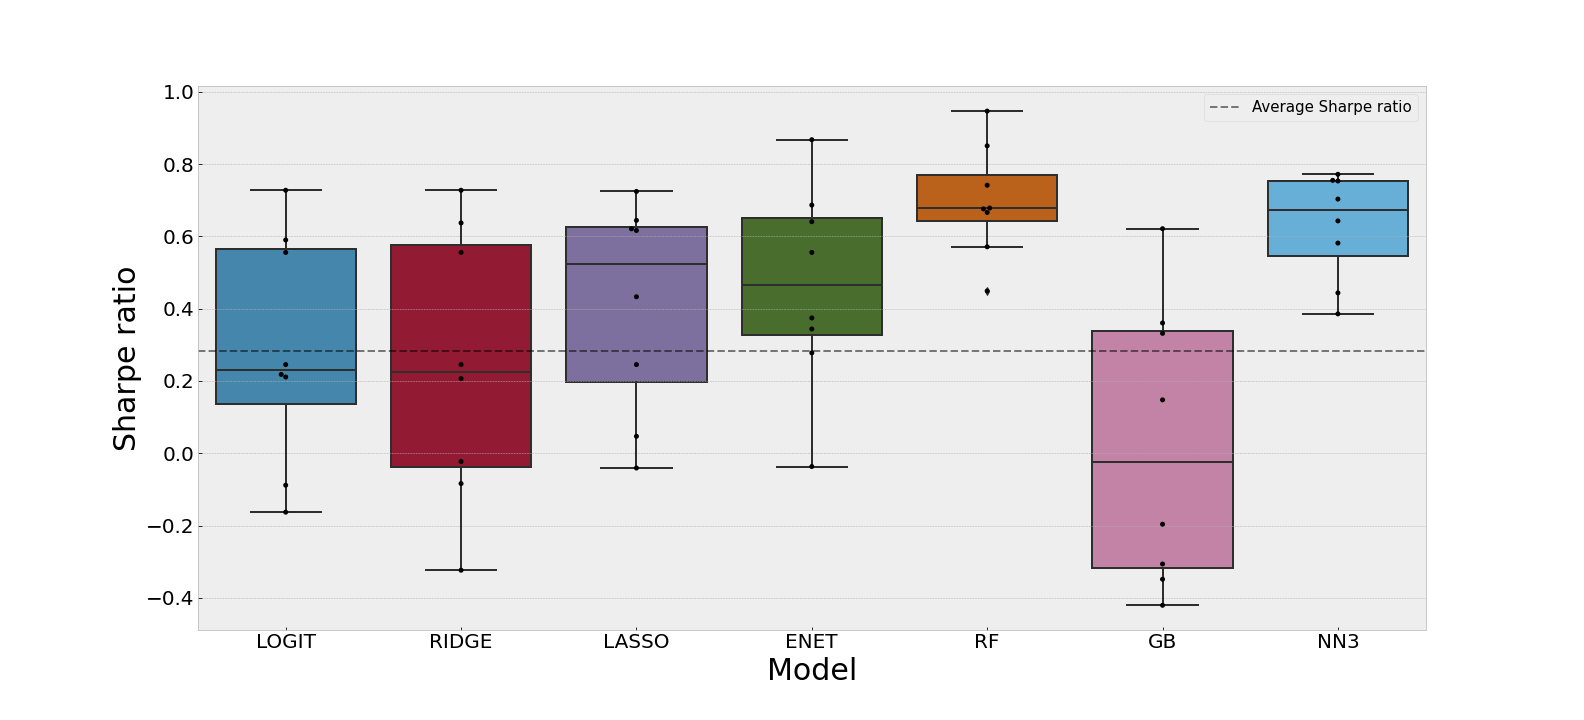 Average Sharpe ratio
Sharpe ratio
1.0
0.8
0.6
0.4
0.2
0.0
−0.2
−0.4
LOGIT RIDGE LASSO ENET RF GB NN3
Model